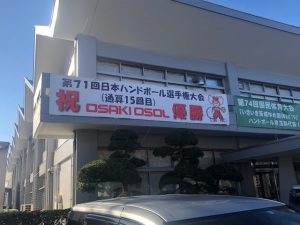 第71回日本ハンドボール選手権大会
(通算15回目)
祝 OSAKI OSOL 優勝
第74回国民体育大会